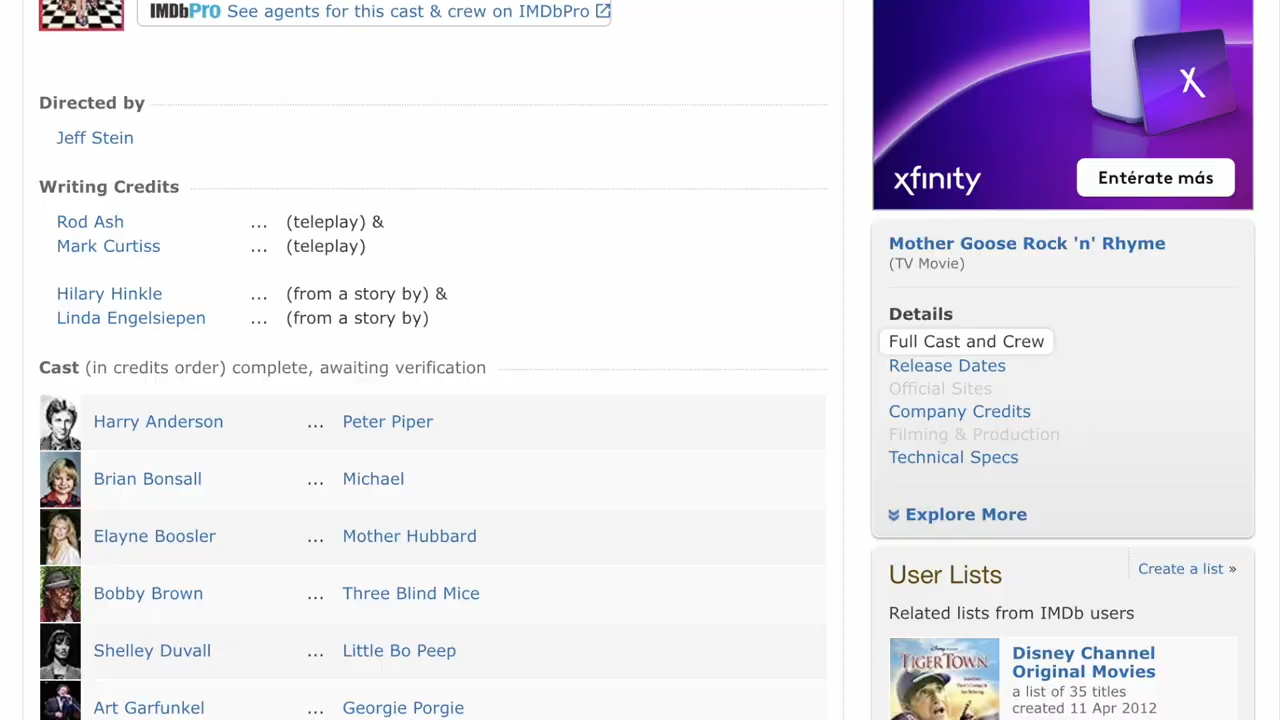 IMDbPro See agents for this cast & crew on IMDbPro
Directed by
Jeff Stein
Writing Credits
Rod Ash ... (teleplay) &
Mark Curtiss ... (teleplay)
Hilary Hinkle ... (from a story by) &
Linda Engelsiepen ... (from a story by)
Cast (in credits order) complete, awaiting verification
Harry Anderson ... Peter Piper
Brian Bonsall ... Michael
Elayne Boosler ... Mother Hubbard
Bobby Brown ... Three Blind Mice
Shelley Duvall ... Little Bo Peep
Art Garfunkel ... Georgie Porgie
X
xfinity
Entérate más
Mother Goose Rock 'n' Rhyme
(TV Movie)
Details
Full Cast and Crew
Release Dates
Official Sites
Company Credits
Filming & Production
Technical Specs
Explore More
User Lists
Create a list »
Related lists from IMDb users
TIGER TOWN
Disney Channel
Original Movies
a list of 35 titles
created 11 Apr 2012